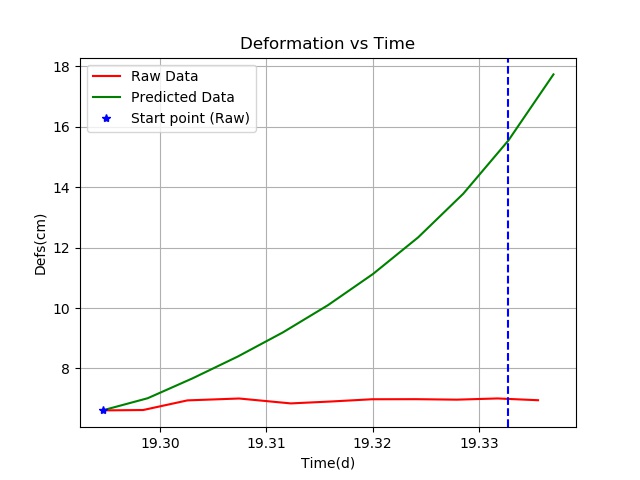 Deformation vs Time
Raw Data
Predicted Data
Start point (Raw)
18
16
14
12
10
8
Defs(cm)
19.30 19.31 19.32 19.33
Time(d)